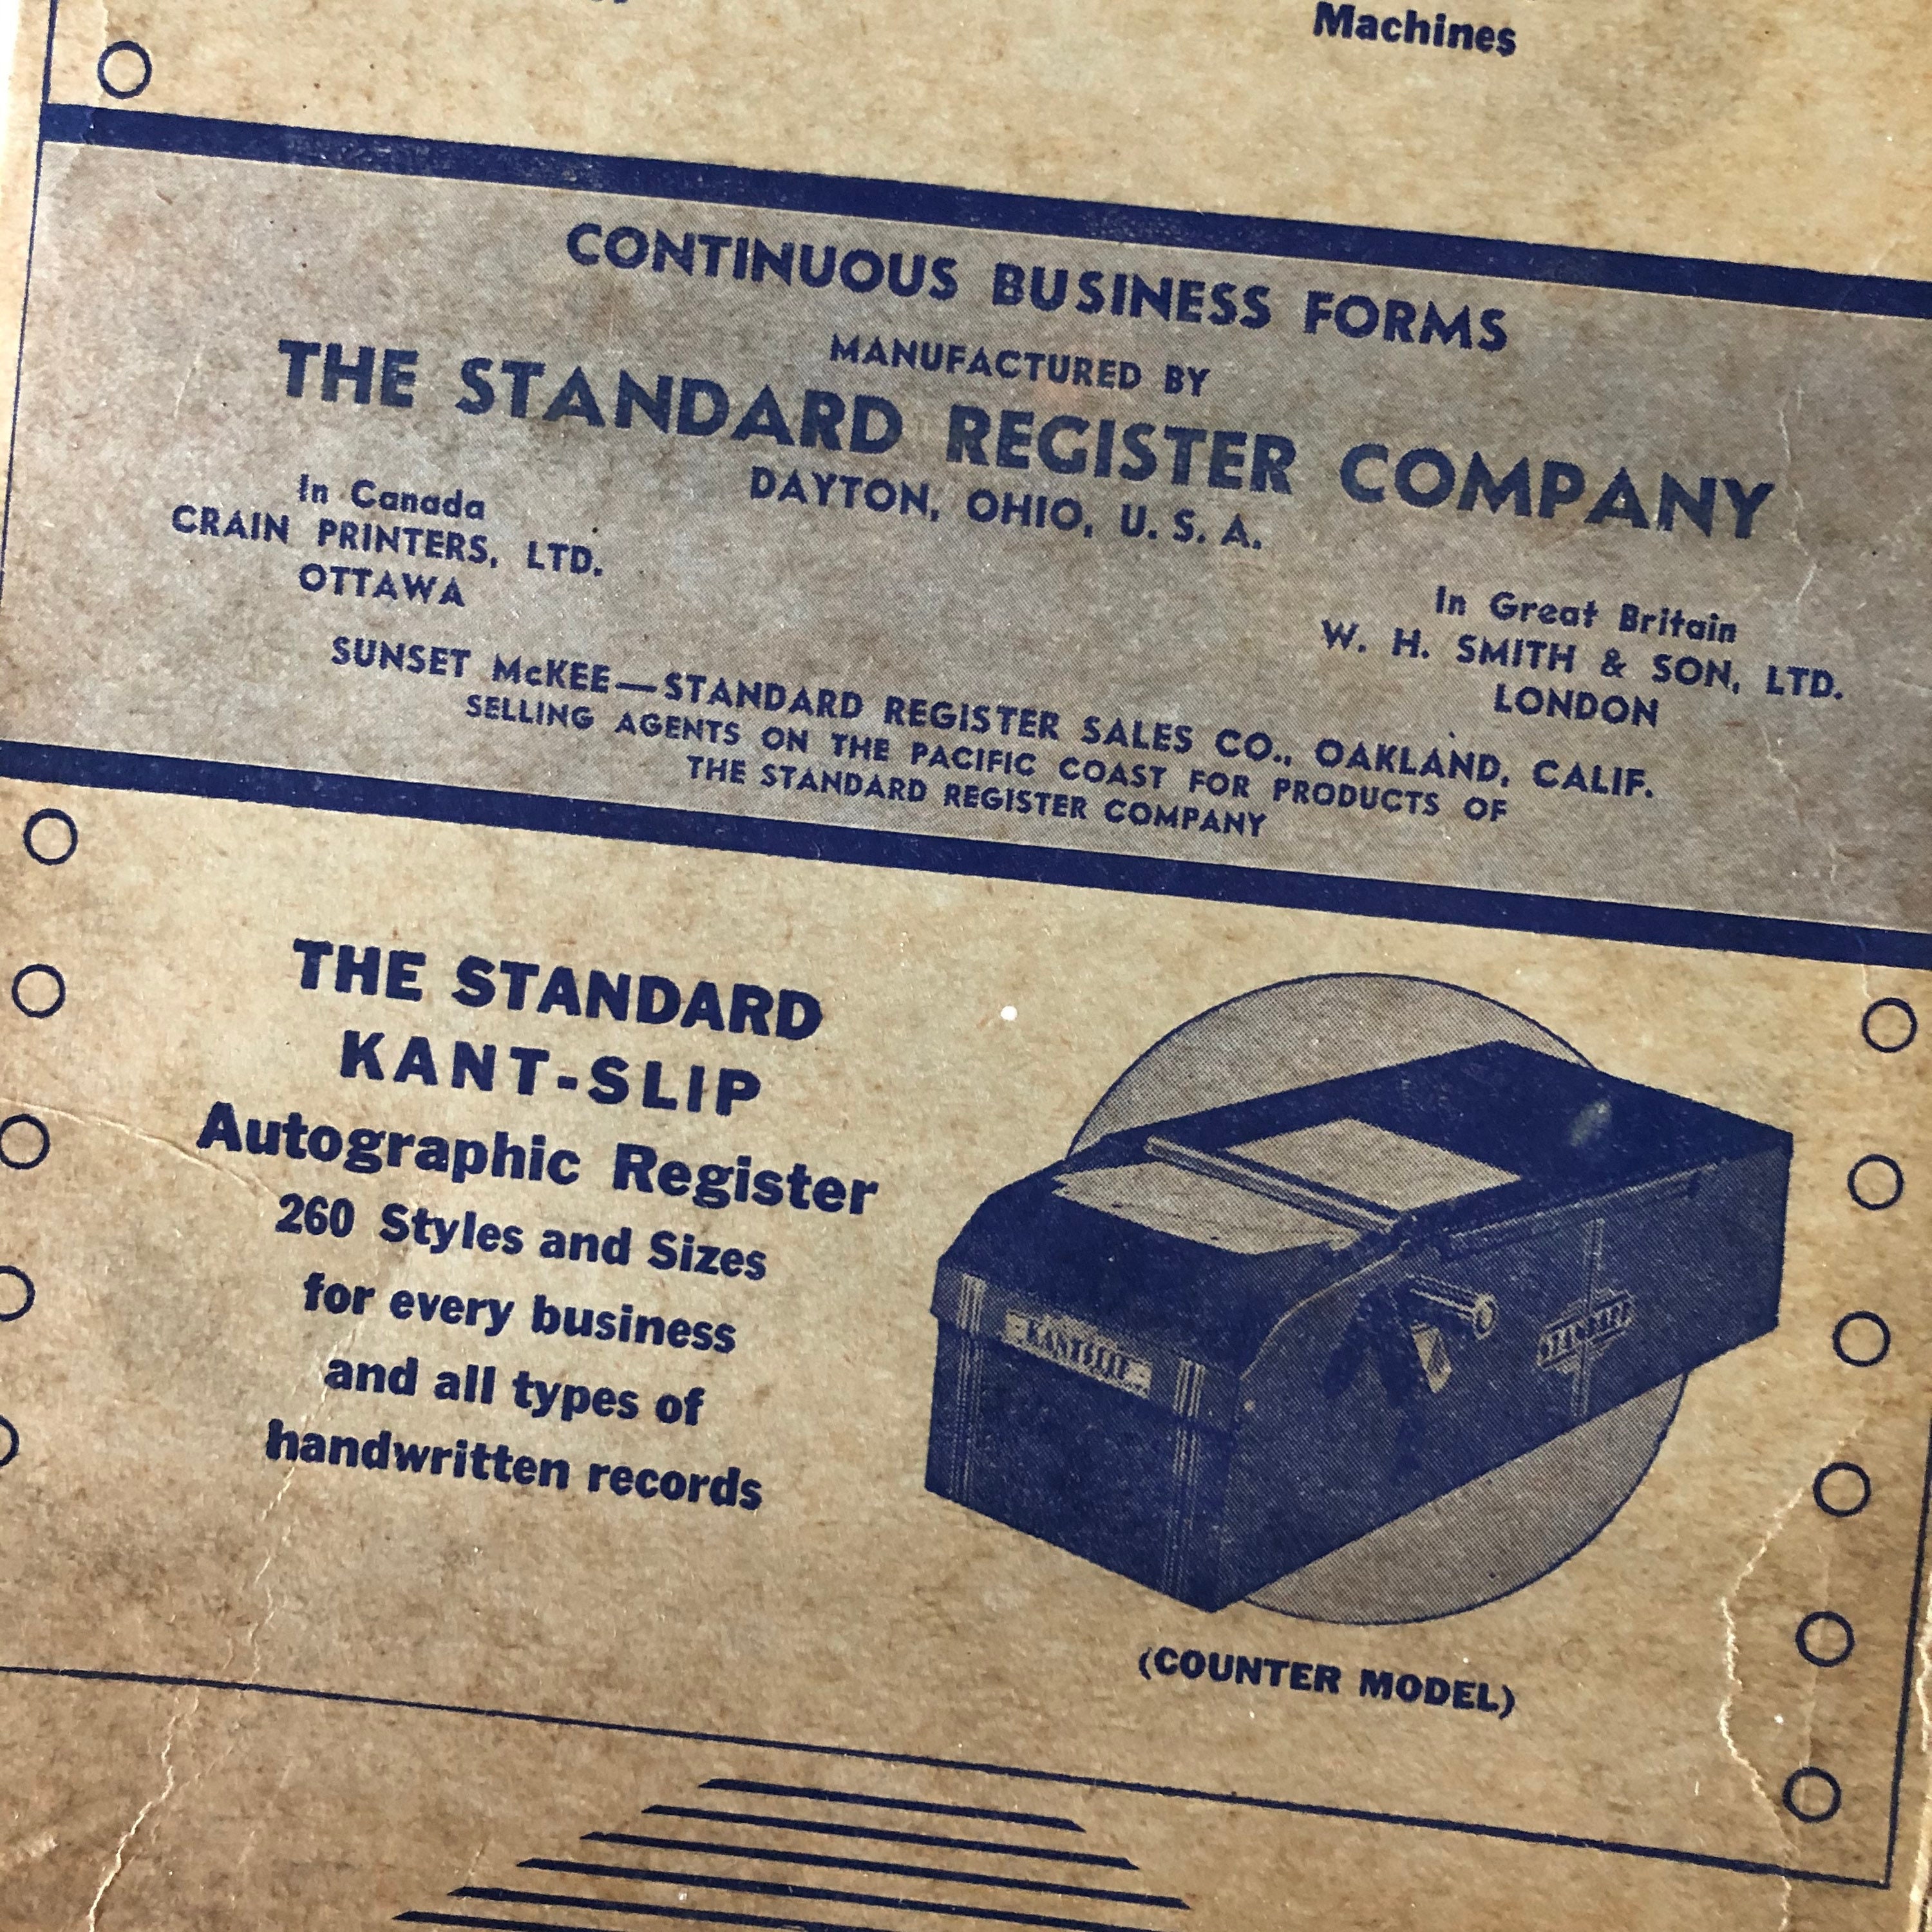 Machines
CONTINUOUS BUSINESS FORMS
MANUFACTURED BY
THE STANDARD REGISTER COMPANY
DAYTON, OHIO, U. S. A.
In Canada
CRAIN PRINTERS, LTD.
OTTAWA
In Great Britain
W. H. SMITH & SON, LTD.
LONDON
SUNSET McKEE—STANDARD REGISTER SALES CO., OAKLAND, CALIF.
SELLING AGENTS ON THE PACIFIC COAST FOR PRODUCTS OF
THE STANDARD REGISTER COMPANY
THE STANDARD
KANT-SLIP
Autographic Register
260 Styles and Sizes
for every business
and all types of
handwritten records
KANTSLIP
STANDARD
(COUNTER MODEL)